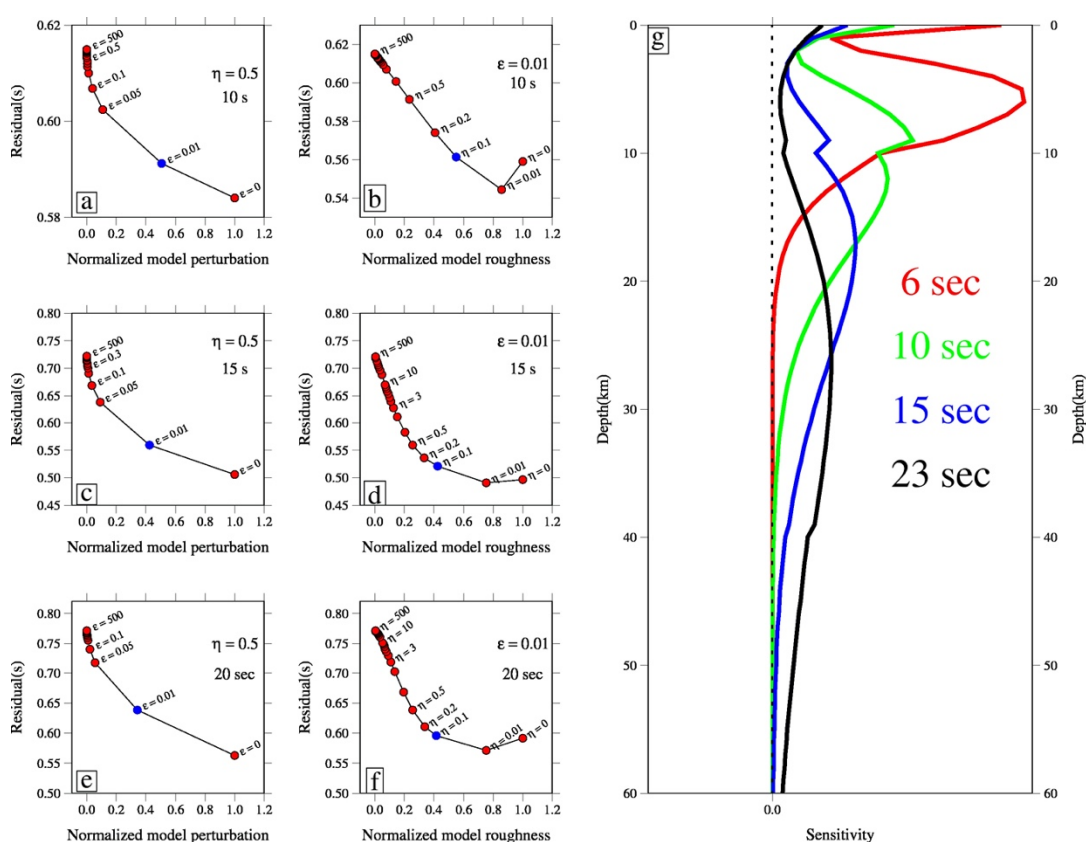 0.62
0.60
0.58
Residual(s)
ε=500
ε=0.5
ε=0.1
ε=0.05
ε=0.01
ε=0
η = 0.5
10 s
a
0.0 0.2 0.4 0.6 0.8 1.0 1.2
Normalized model perturbation
0.62
0.60
0.58
0.56
0.54
Residual(s)
η=500
η=0.5
η=0.2
η=0.1
η=0.01
η=0
ε = 0.01
10 s
b
0.0 0.2 0.4 0.6 0.8 1.0 1.2
Normalized model roughness
0.80
0.75
0.70
0.65
0.60
0.55
0.50
0.45
Residual(s)
ε=500
ε=0.3
ε=0.1
ε=0.05
ε=0.01
ε=0
η = 0.5
15 s
c
0.0 0.2 0.4 0.6 0.8 1.0 1.2
Normalized model perturbation
0.80
0.75
0.70
0.65
0.60
0.55
0.50
0.45
Residual(s)
η=500
η=10
η=3
η=0.5
η=0.2
η=0.1
η=0.01
η=0
ε = 0.01
15 s
d
0.0 0.2 0.4 0.6 0.8 1.0 1.2
Normalized model roughness
0.80
0.75
0.70
0.65
0.60
0.55
0.50
Residual(s)
ε=500
ε=0.1
ε=0.05
ε=0.01
ε=0
η = 0.5
20 sec
e
0.0 0.2 0.4 0.6 0.8 1.0 1.2
Normalized model perturbation
0.80
0.75
0.70
0.65
0.60
0.55
0.50
Residual(s)
η=500
η=10
η=3
η=0.5
η=0.2
η=0.1
η=0.01
η=0
ε = 0.01
20 sec
f
0.0 0.2 0.4 0.6 0.8 1.0 1.2
Normalized model roughness
g
0
10
20
30
40
50
60
Depth(km)
6 sec
10 sec
15 sec
23 sec
0
10
20
30
40
50
60
Depth(km)
0.0
Sensitivity